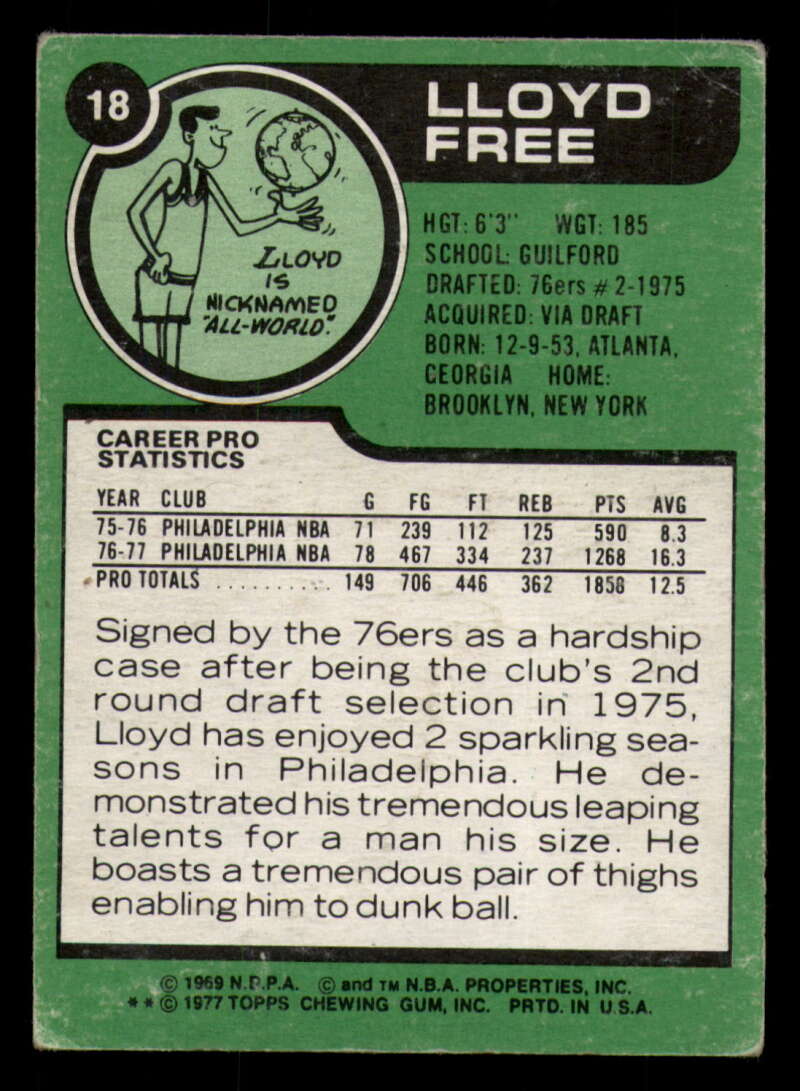 18
LLOYD
FREE
LLOYD
IS
NICKNAMED
"ALL-WORLD."
HGT: 6'3" WGT: 185
SCHOOL: GUILFORD
DRAFTED: 76ers #2-1975
ACQUIRED: VIA DRAFT
BORN: 12-9-53, ATLANTA,
GEORGIA HOME:
BROOKLYN, NEW YORK
CAREER PRO
STATISTICS
YEAR CLUB G FG FT REB PTS AVG
75-76 PHILADELPHIA NBA 71 239 112 125 590 8.3
76-77 PHILADELPHIA NBA 78 467 334 237 1268 16.3
PRO TOTALS .......... 149 706 446 362 1858 12.5
Signed by the 76ers as a hardship
case after being the club's 2nd
round draft selection in 1975,
Lloyd has enjoyed 2 sparkling sea-
sons in Philadelphia. He de-
monstrated his tremendous leaping
talents for a man his size. He
boasts a tremendous pair of thighs
enabling him to dunk ball.
© 1969 N.B.P.A. © and TM N.B.A. PROPERTIES, INC.
**© 1977 TOPPS CHEWING GUM, INC. PRTD. IN U.S.A.